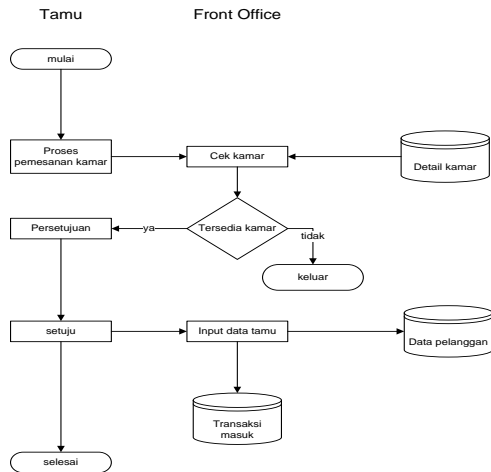 Tamu
Front Office
mulai
Proses
pemesanan kamar
Cek kamar
Detail kamar
Persetujuan
ya
Tersedia kamar
tidak
keluar
setuju
Input data tamu
Data pelanggan
Transaksi
masuk
selesai